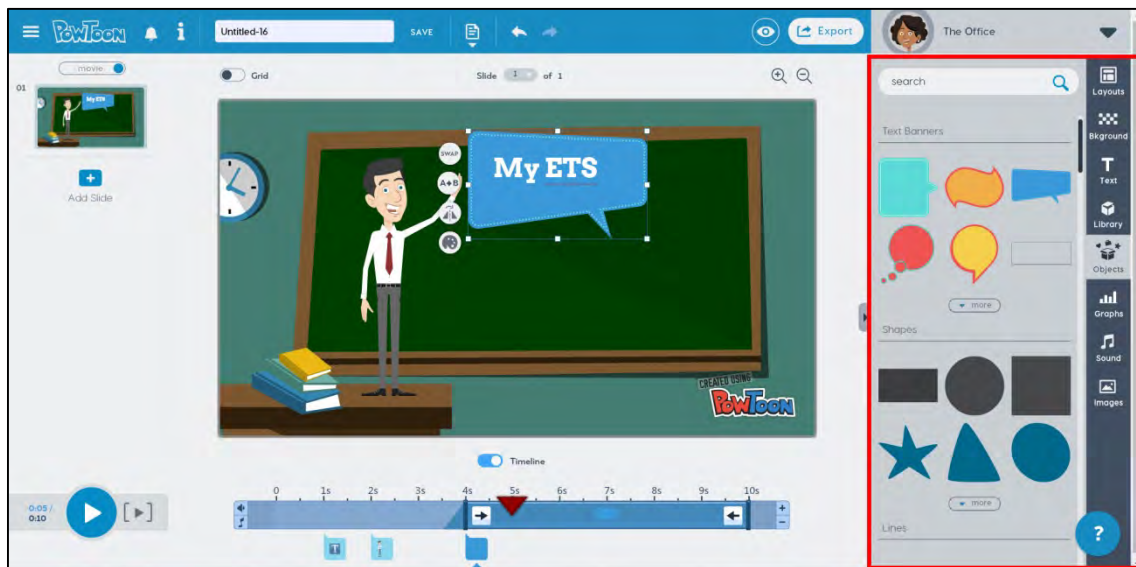 PowToon
i
Untitled-16
SAVE
Export
The Office
movie
Grid
Slide 1 of 1
01
Add Slide
SWAP
A+B
My ETS
CREATED USING
PowToon
search
Text Banners
more
Shapes
more
Lines
Layouts
Bkground
T
Text
Library
Objects
Graphs
Sound
Images
Timeline
0 1s 2s 3s 4s 5s 6s 7s 8s 9s 10s
0:05 /
0:10
T
?